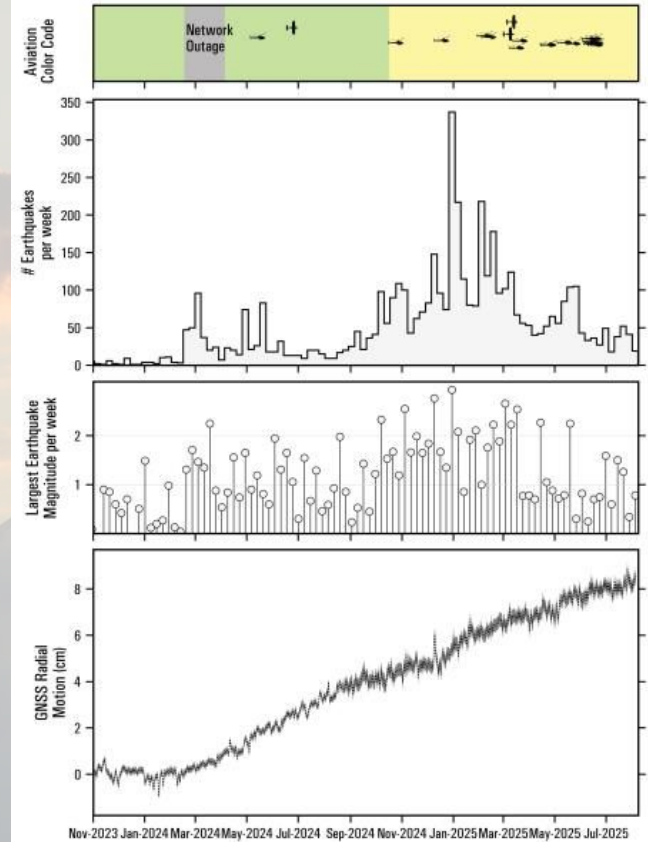 Aviation
Color Code
Network
Outage
# Earthquakes
per week
350
300
250
200
150
100
50
0
Largest Earthquake
Magnitude per week
2
1
GNSS Radial
Motion (cm)
8
6
4
2
0
Nov-2023 Jan-2024 Mar-2024 May-2024 Jul-2024 Sep-2024 Nov-2024 Jan-2025 Mar-2025 May-2025 Jul-2025